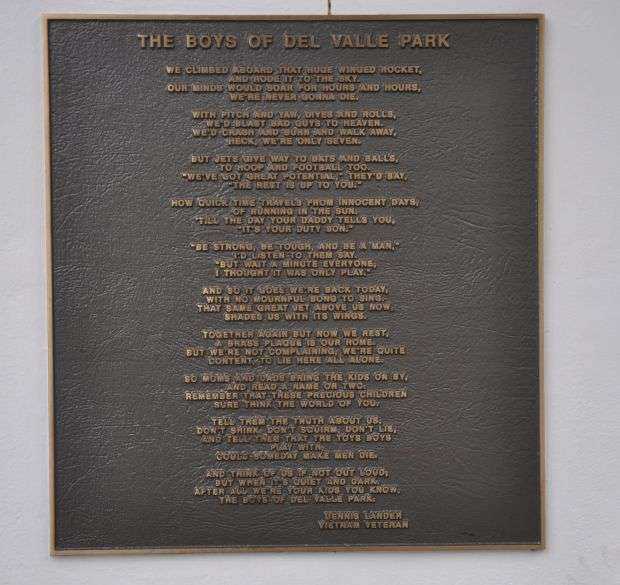 THE BOYS OF DEL VALLE PARK
WE CLIMBED ABOARD THAT HUGE WINGED ROCKET,
AND RODE IT TO THE SKY.
OUR MINDS WOULD SOAR FOR HOURS AND HOURS,
WE'RE NEVER GONNA DIE.
WITH PITCH AND YAW, DIVES AND ROLLS,
WE'D BLAST BAD GUYS TO HEAVEN.
WE'D CRASH AND BURN AND WALK AWAY,
HECK, WE'RE ONLY SEVEN.
BUT JETS GIVE WAY TO BATS AND BALLS,
TO HOOP AND FOOTBALL TOO.
"WE'VE GOT GREAT POTENTIAL," THEY'D SAY,
"THE REST IS UP TO YOU."
HOW QUICK TIME TRAVELS FROM INNOCENT DAYS,
OF RUNNING IN THE SUN.
'TILL THE DAY YOUR DADDY TELLS YOU,
"IT'S YOUR DUTY SON."
"BE STRONG, BE TOUGH, AND BE A MAN,"
I'D LISTEN TO THEM SAY.
"BUT WAIT A MINUTE EVERYONE,
I THOUGHT IT WAS ONLY PLAY."
AND SO IT GOES WE'RE BACK TODAY,
WITH NO MOURNFUL SONG TO SING.
THAT SAME GREAT JET ABOVE US NOW,
SHADES US WITH ITS WINGS.
TOGETHER AGAIN BUT NOW WE REST,
A BRASS PLAQUE IS OUR HOME.
BUT WE'RE NOT COMPLAINING, WE'RE QUITE
CONTENT TO LIE HERE ALL ALONE.
SO MOMS AND DADS BRING THE KIDS ON BY,
AND READ A NAME OR TWO.
REMEMBER THAT THESE PRECIOUS CHILDREN
SURE THINK THE WORLD OF YOU.
TELL THEM THE TRUTH ABOUT US,
DON'T SHIRK, DON'T SQUIRM, DON'T LIE,
AND TELL THEM THAT THE TOYS BOYS
PLAY WITH,
COULD SOMEDAY MAKE MEN DIE.
AND THINK OF US IF NOT OUT LOUD,
BUT WHEN IT'S QUIET AND DARK.
AFTER ALL WE'RE YOUR KIDS YOU KNOW,
THE BOYS OF DEL VALLE PARK.
DENNIS LANDER
VIETNAM VETERAN